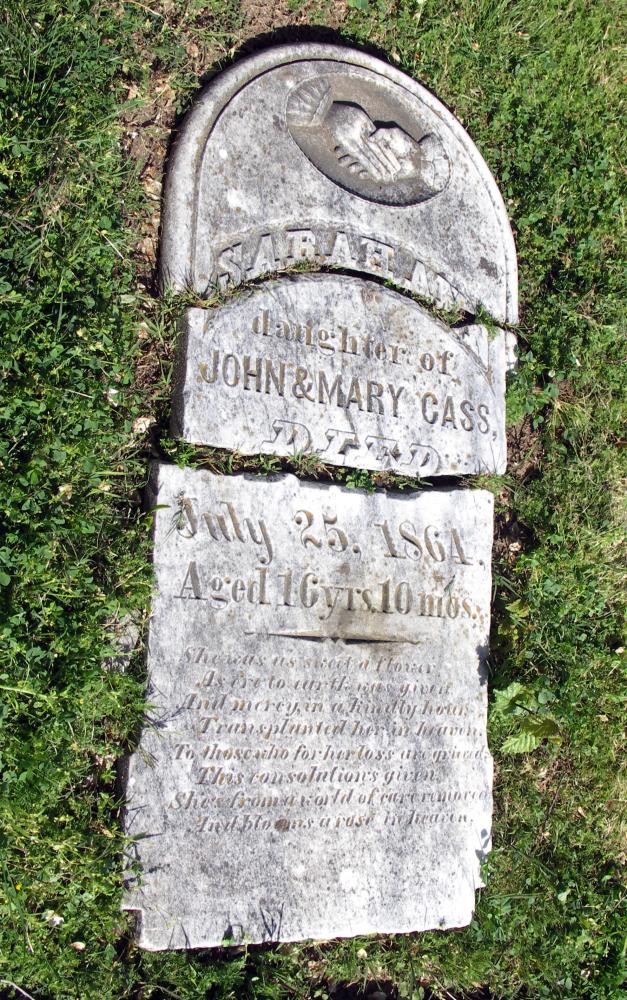 SARAH A
daughter of
JOHN & MARY CASS,
DIED
July 25, 1864,
Aged 16 yrs. 10 mos.
She was as sweet a flower
As ere to earth was given
And mercy, in a kindly hour
Transplanted her in heaven
To those who for her loss are grieved
This consolation's given
She's from a world of care removed
And blooms a rose in heaven.